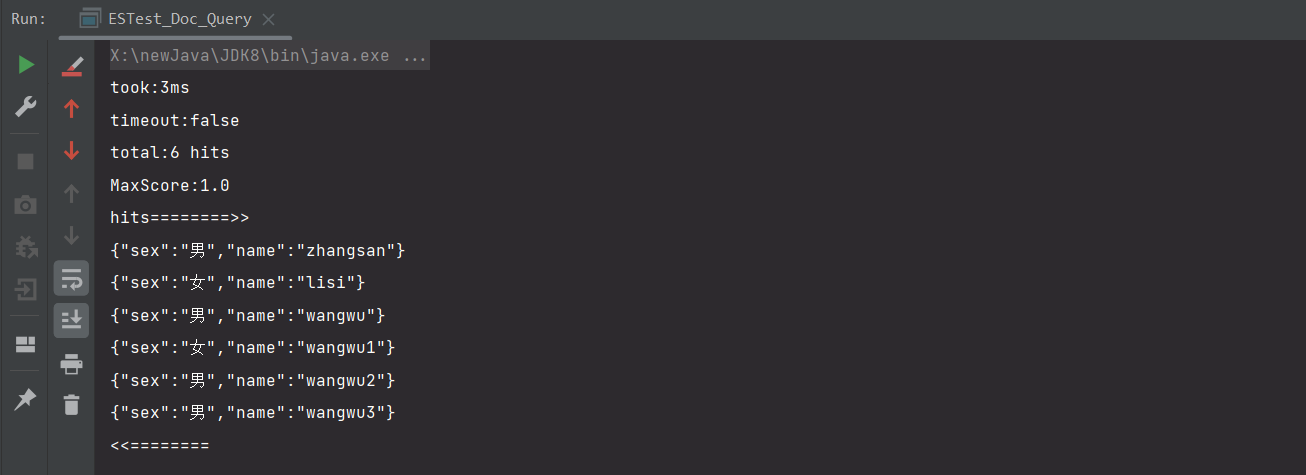 Run: ESTest_Doc_Query
X:\newJava\JDK8\bin\java.exe ...
took:3ms
timeout:false
total:6 hits
MaxScore:1.0
hits========>>
{"sex":"男","name":"zhangsan"}
{"sex":"女","name":"lisi"}
{"sex":"男","name":"wangwu"}
{"sex":"女","name":"wangwu1"}
{"sex":"男","name":"wangwu2"}
{"sex":"男","name":"wangwu3"}
<<========